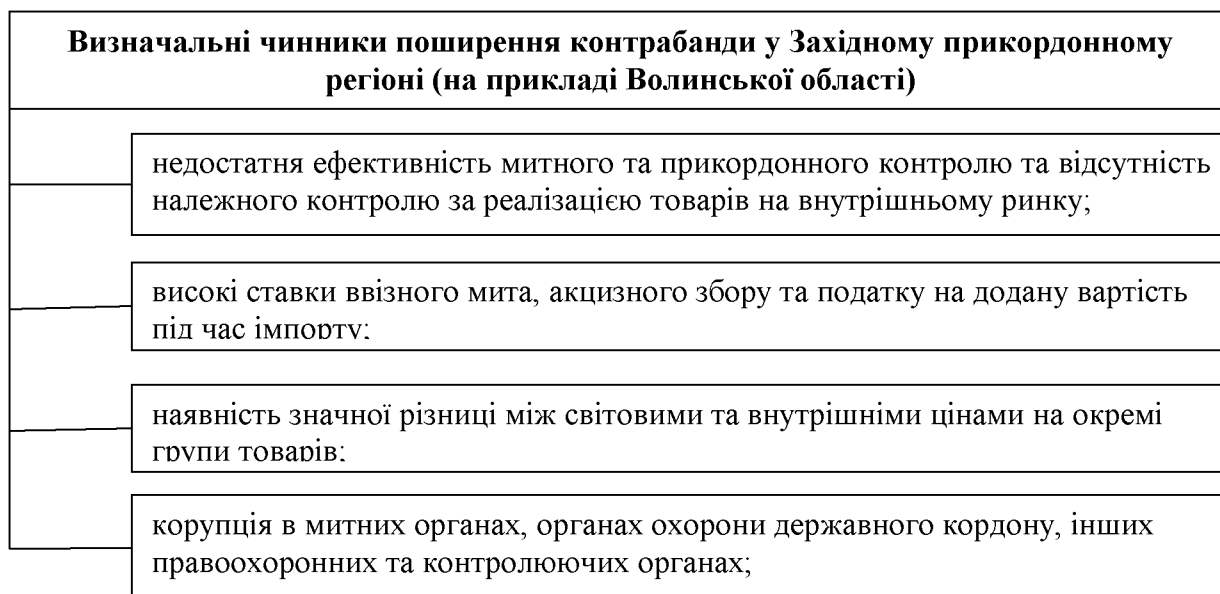 Визначальні чинники поширення контрабанди у Західному прикордонному
регіоні (на прикладі Волинської області)
недостатня ефективність митного та прикордонного контролю та відсутність
належного контролю за реалізацією товарів на внутрішньому ринку;
високі ставки ввізного мита, акцизного збору та податку на додану вартість
під час імпорту;
наявність значної різниці між світовими та внутрішніми цінами на окремі
групи товарів;
корупція в митних органах, органах охорони державного кордону, інших
правоохоронних та контролюючих органах;